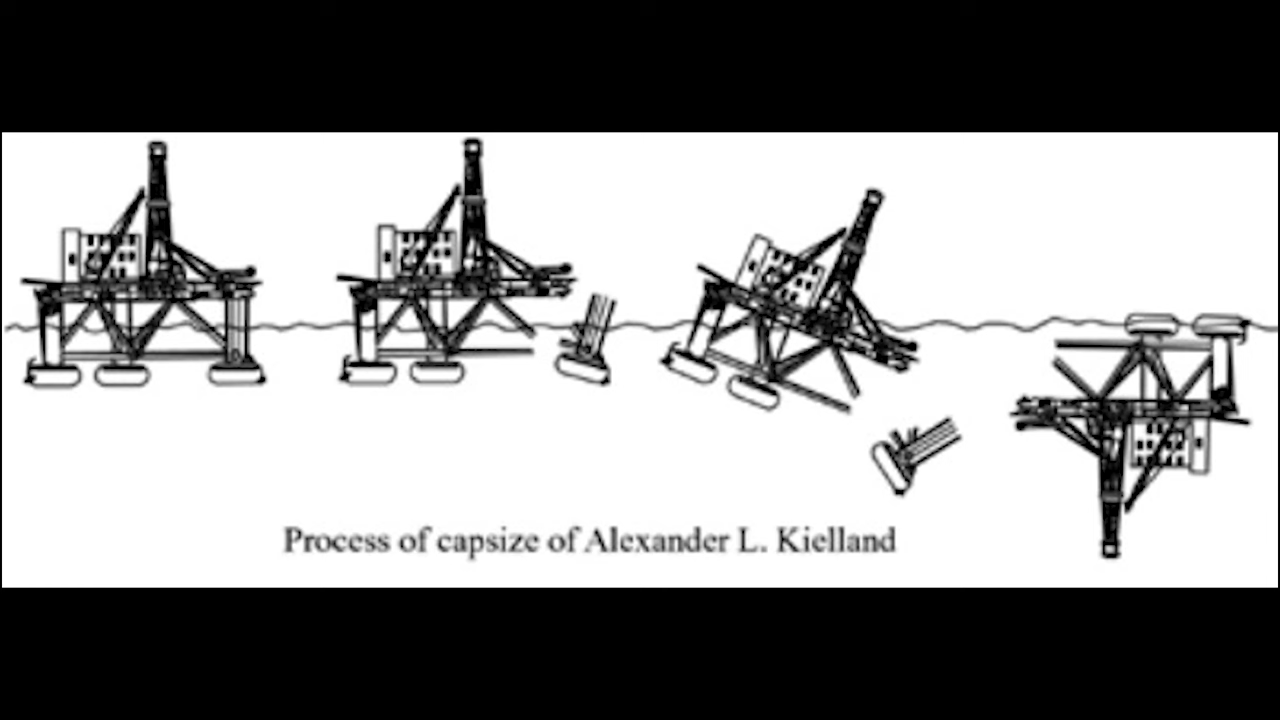 Process of capsize of Alexander L. Kielland